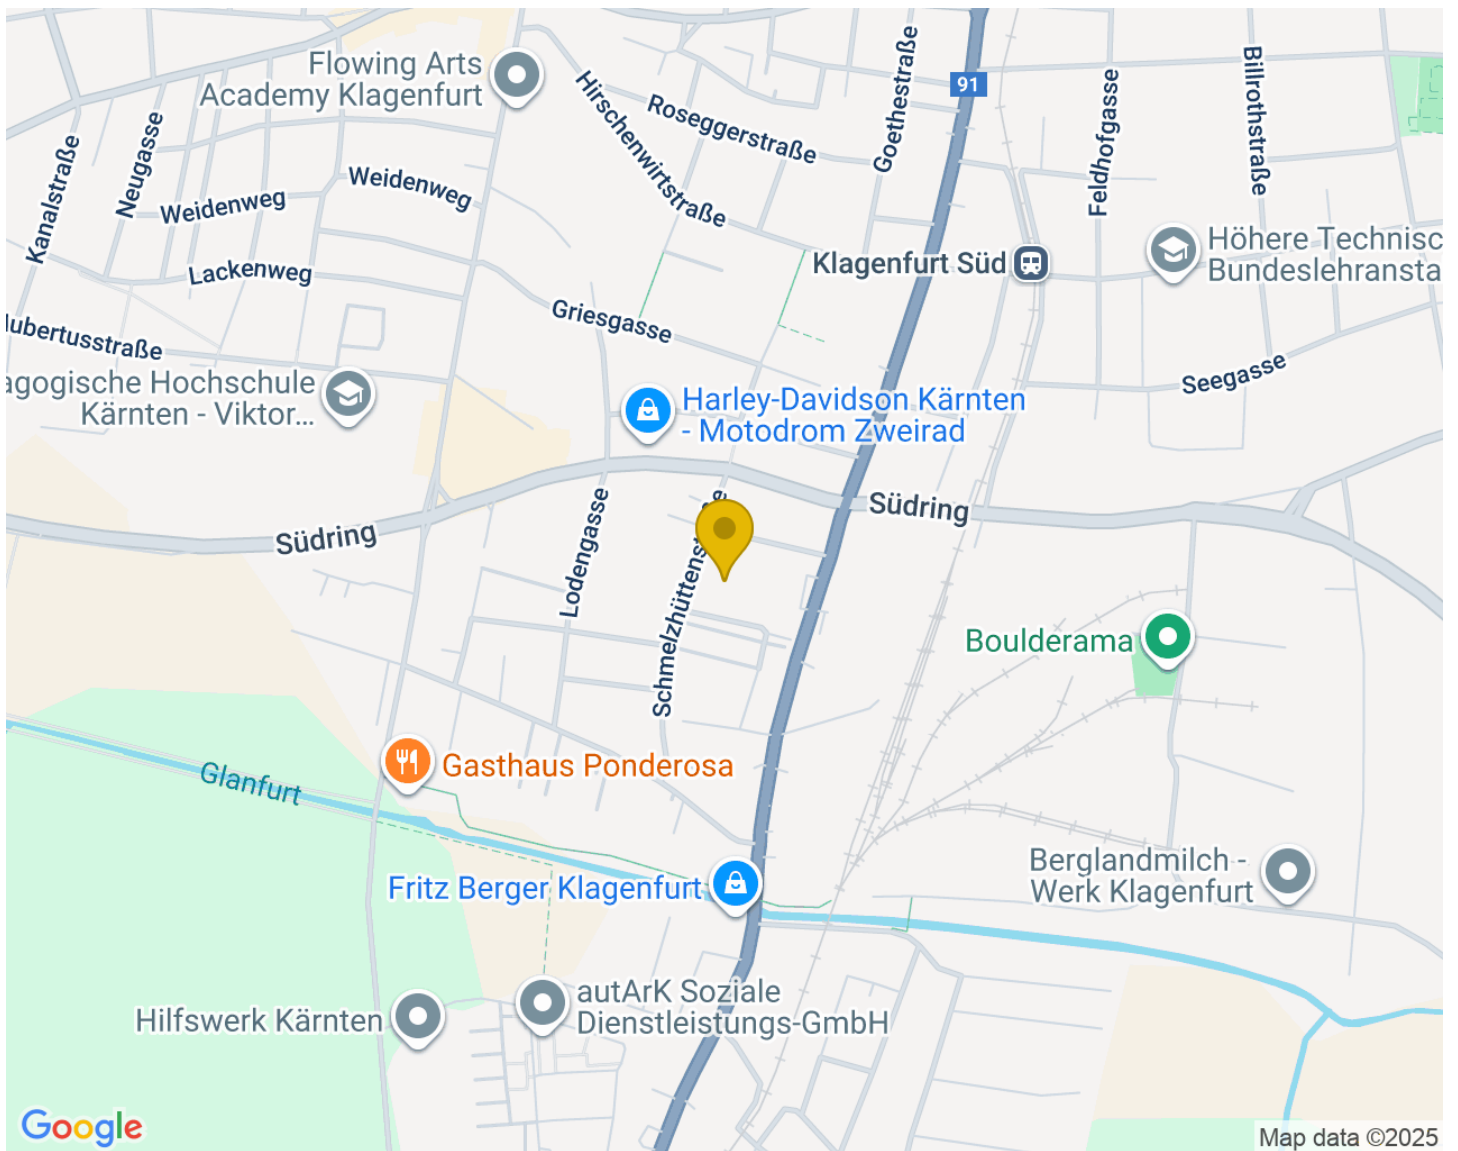 Flowing Arts
Academy Klagenfurt
91
Hirschenwirtstraße
Roseggerstraße
Goethestraße
Feldhofgasse
Billrothstraße
Kanalstraße
Neugasse
Weidenweg
Weidenweg
Lackenweg
Klagenfurt Süd
Höhere Technisc
Bundeslehransta
Griesgasse
ubertusstraße
agogische Hochschule
Kärnten - Viktor...
Harley-Davidson Kärnten
- Motodrom Zweirad
Seegasse
Südring
Südring
Lodengasse
Schmelzhüttenst
e
Boulderama
Glanfurt
Gasthaus Ponderosa
Fritz Berger Klagenfurt
Berglandmilch -
Werk Klagenfurt
Hilfswerk Kärnten
autArK Soziale
Dienstleistungs-GmbH
Google
Map data ©2025